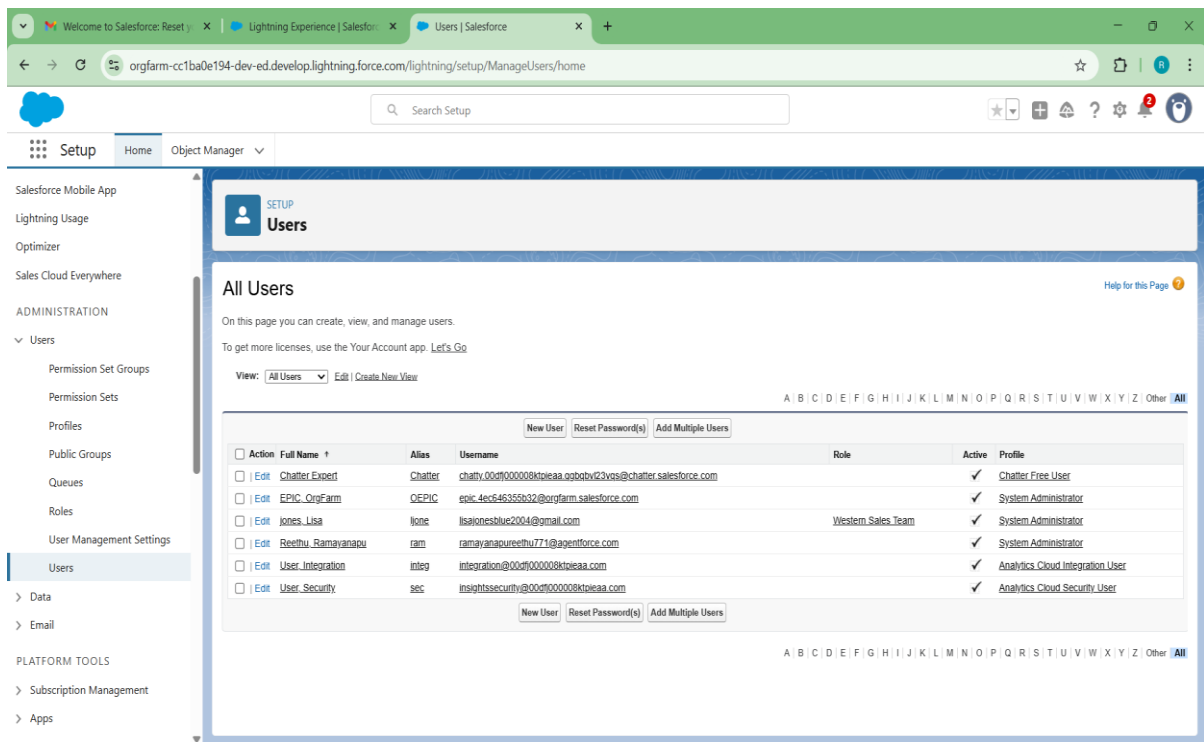 Welcome to Salesforce: Reset y
Lightning Experience | Salesforc
Users | Salesforce
orgfarm-cc1ba0e194-dev-ed.develop.lightning.force.com/lightning/setup/ManageUsers/home
R
Search Setup
2
Setup Home Object Manager
Salesforce Mobile App
Lightning Usage
Optimizer
Sales Cloud Everywhere
ADMINISTRATION
Users
Permission Set Groups
Permission Sets
Profiles
Public Groups
Queues
Roles
User Management Settings
Users
Data
Email
PLATFORM TOOLS
Subscription Management
Apps
SETUP
Users
All Users
Help for this Page ?
On this page you can create, view, and manage users.
To get more licenses, use the Your Account app. Let's Go
View: All Users Edit | Create New View
A | B | C | D | E | F | G | H | I | J | K | L | M | N | O | P | Q | R | S | T | U | V | W | X | Y | Z | Other All
New User Reset Password(s) Add Multiple Users
Action Full Name ↑ Alias Username Role Active Profile
| Edit Chatter Expert Chatter Chatter Free User
| Edit EPIC, OrgFarm OEPIC epic.4ec646355b32@orgfarm.salesforce.com System Administrator
| Edit jones, Lisa ljone lisajonesblue2004@gmail.com Western Sales Team System Administrator
| Edit Reethu, Ramayanapu ram ramayanapureethu771@agentforce.com System Administrator
| Edit User, Integration integ integration@00dfj000008ktpieaa.com Analytics Cloud Integration User
| Edit User, Security sec insightssecurity@00dfj000008ktpieaa.com Analytics Cloud Security User
New User Reset Password(s) Add Multiple Users
A | B | C | D | E | F | G | H | I | J | K | L | M | N | O | P | Q | R | S | T | U | V | W | X | Y | Z | Other All